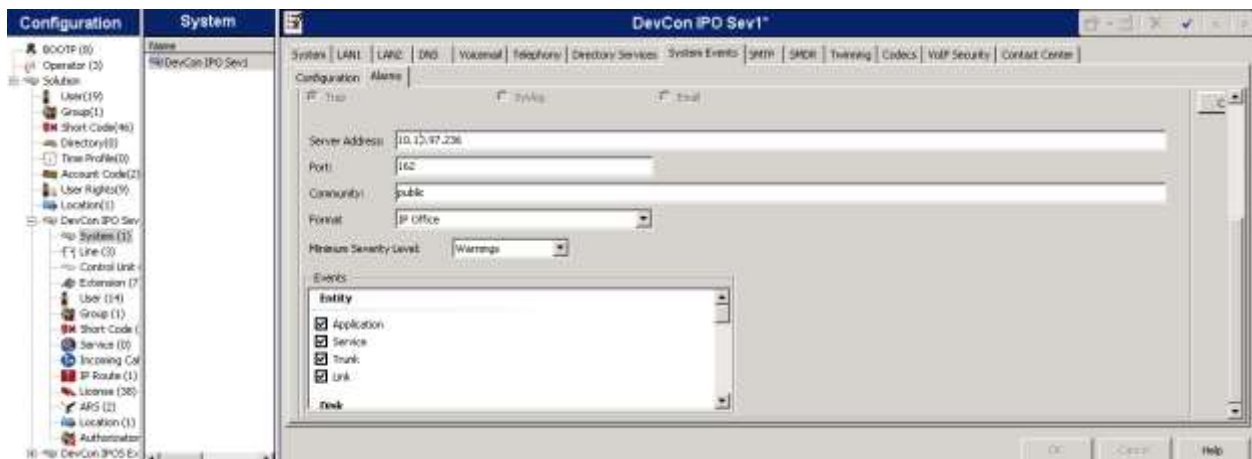 Configuration
BOOTP (8)
Operator (3)
Solution
User(19)
Group(1)
Short Code(46)
Directory(0)
Time Profile(0)
Account Code(2)
User Rights(9)
Location(1)
DevCon IPO Sev
System (1)
Line (3)
Control Unit
Extension (7
User (14)
Group (1)
Short Code (
Service (0)
Incoming Cal
IP Route (1)
License (38)
ARS (2)
Location (1)
Authorization
DevCon IPOS Ex
System
Name
DevCon IPO Sev1
DevCon IPO Sev1*
System LAN1 LAN2 DNS Voicemail Telephony Directory Services System Events SMTP SMDR Twinning Codecs VoIP Security Contact Center
Configuration Alarms
Trap Syslog Email
Server Address:
Port: 162
Community: public
Format: IP Office
Minimum Severity Level: Warnings
Events
Entity
Application
Service
Trunk
Link
OK Cancel Help